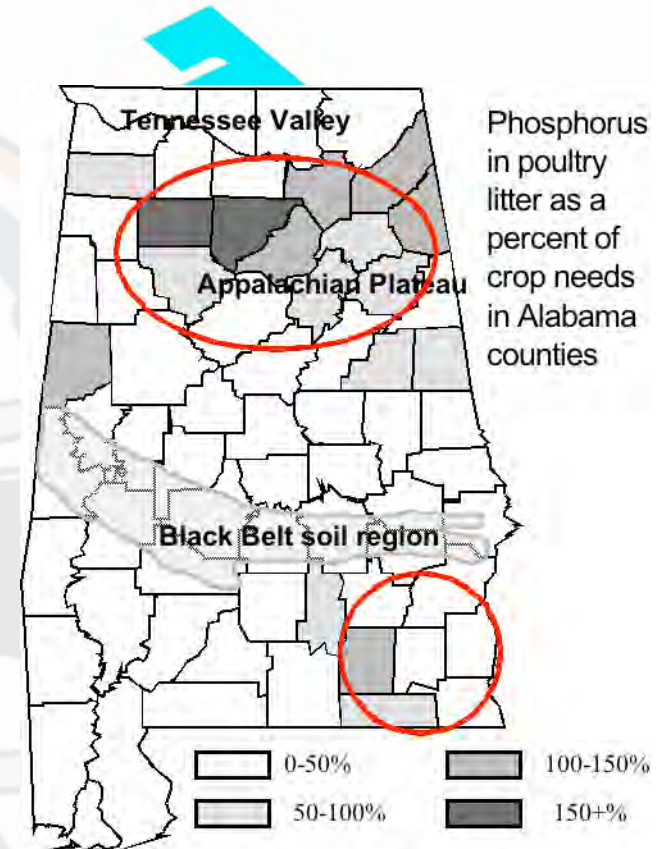 Tennessee Valley
Phosphorus
in poultry
litter as a
percent of
crop needs
in Alabama
counties
Appalachian Plateau
Black Belt soil region
0-50%
100-150%
50-100%
150+%